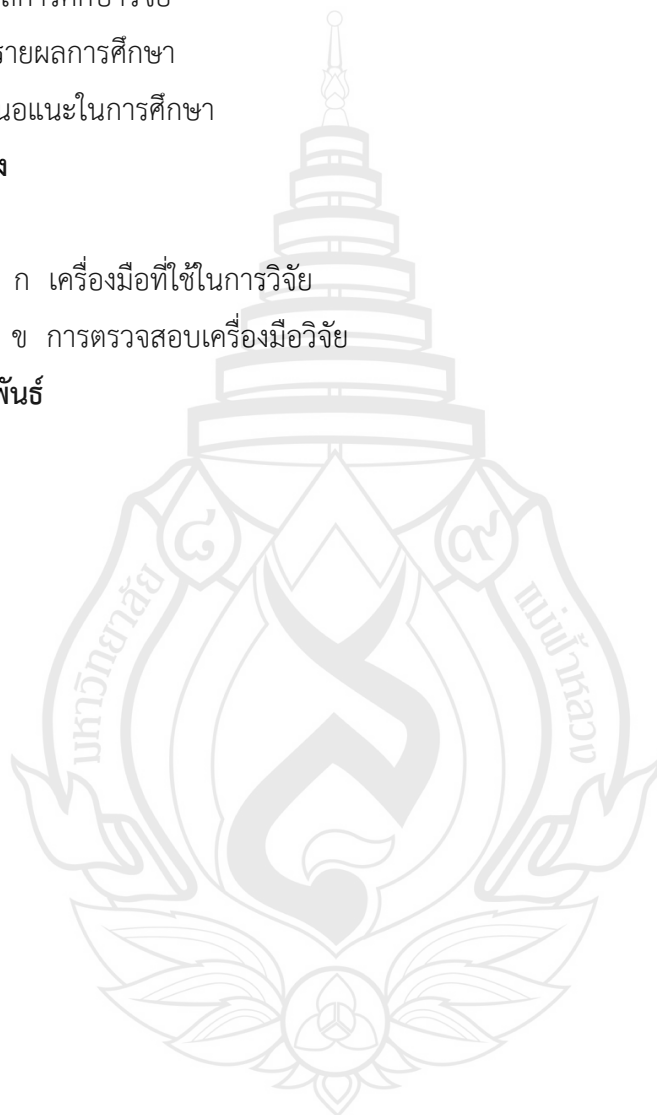 รายผลการศึกษา
นอแนะในการศึกษา
ง
ก เครื่องมือที่ใช้ในการวิจัย
ข การตรวจสอบเครื่องมือวิจัย
พันธ์
๘ ๙
มหาวิทยาลัย แม่ฟ้าหลวง